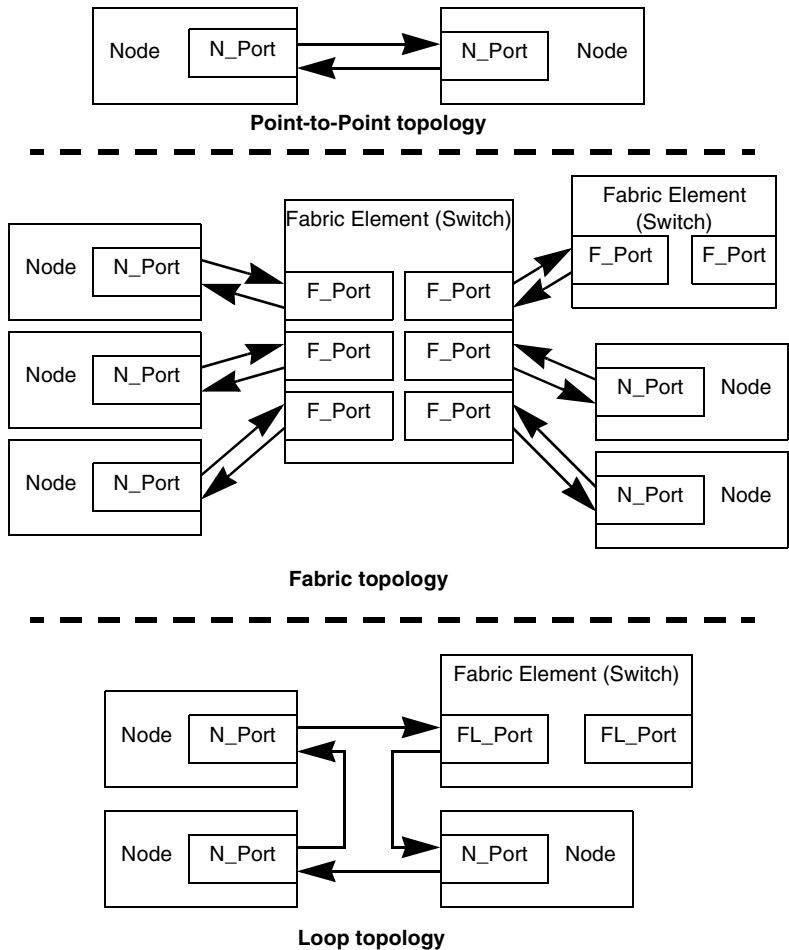 Node N_Port N_Port Node
Point-to-Point topology
Fabric Element (Switch)
Fabric Element
(Switch)
Node N_Port
F_Port F_Port
F_Port F_Port
Node N_Port
F_Port F_Port
N_Port Node
F_Port F_Port
Node N_Port
N_Port Node
Fabric topology
Fabric Element (Switch)
Node N_Port FL_Port FL_Port
Node N_Port N_Port Node
Loop topology